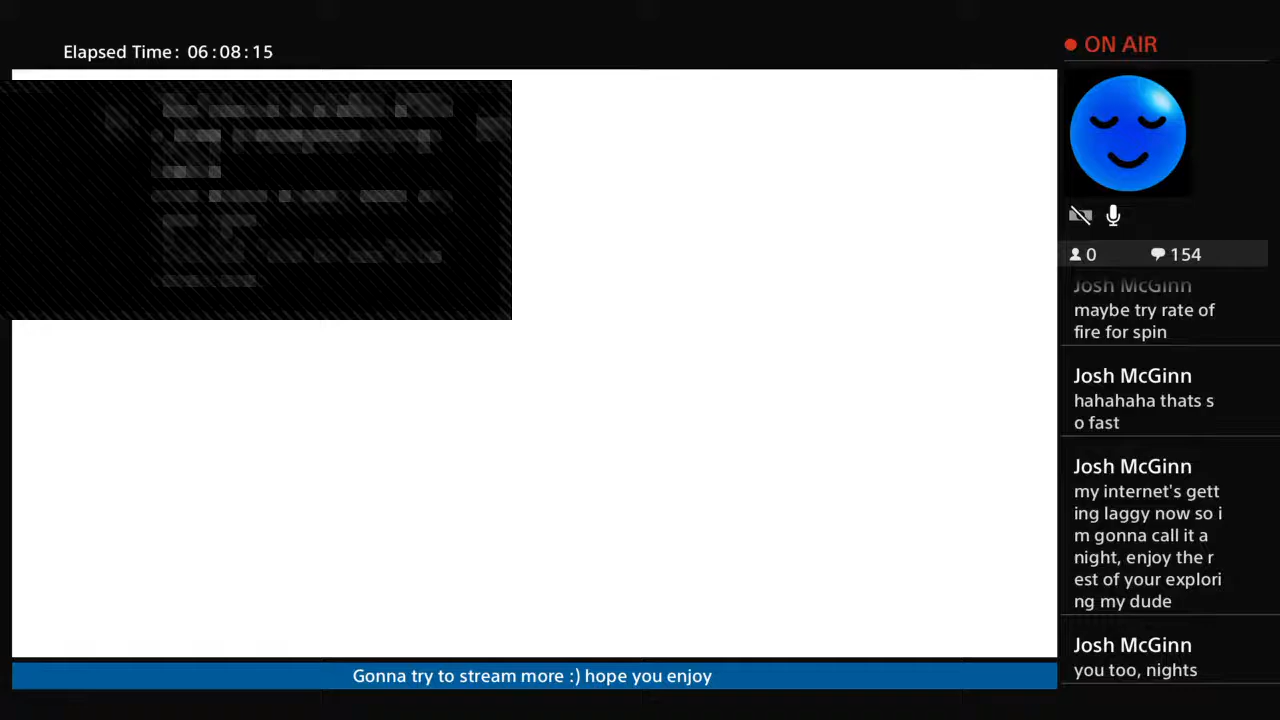 Elapsed Time: 06:08:15
ON AIR
0 154
Josh McGinn
maybe try rate of
fire for spin
Josh McGinn
hahahaha thats s
o fast
Josh McGinn
my internet's gett
ing laggy now so i
m gonna call it a
night, enjoy the r
est of your explori
ng my dude
Josh McGinn
you too, nights
Gonna try to stream more :) hope you enjoy